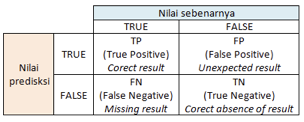 Nilai sebenarnya
TRUE FALSE
Nilai
prediksi
TRUE
TP
(True Positive)
Corect result
FP
(False Positive)
Unexpected result
FALSE
FN
(False Negative)
Missing result
TN
(True Negative)
Corect absence of result